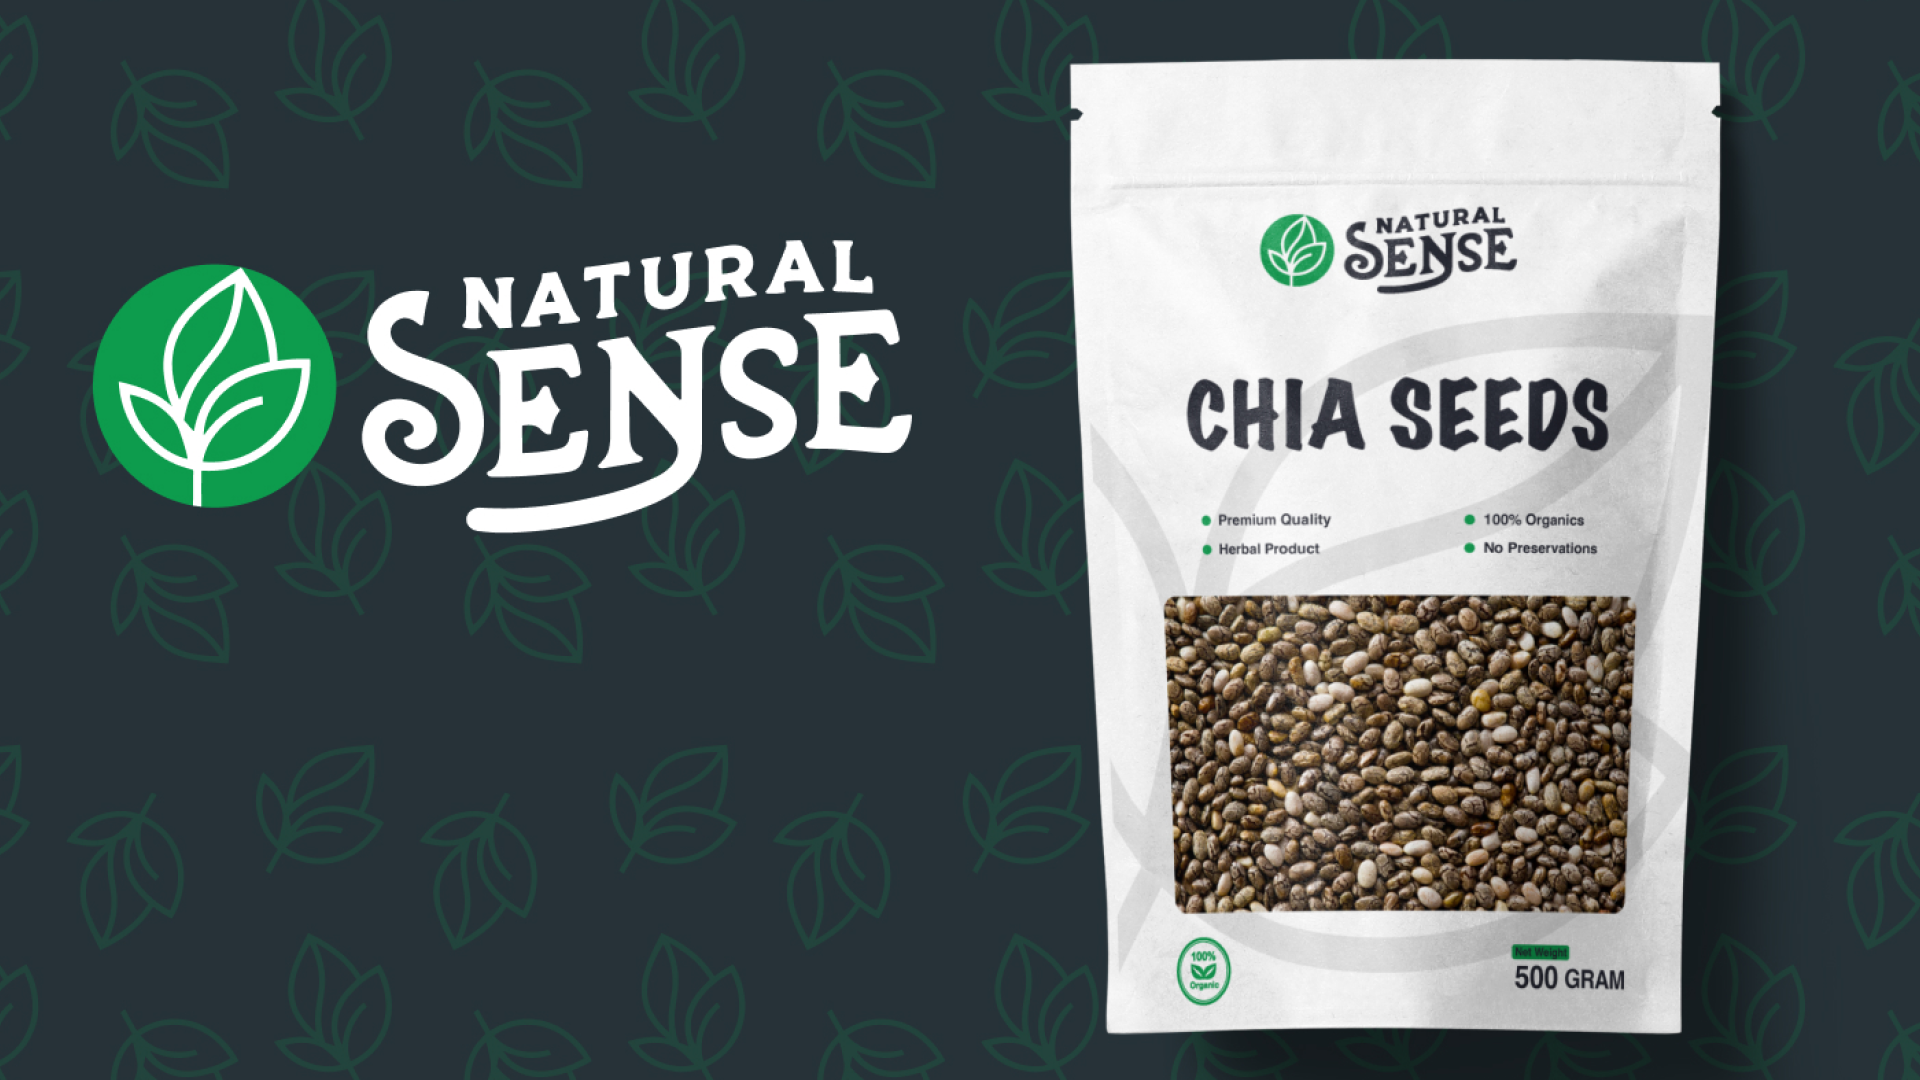 NATURAL
SENSE
NATURAL
SENSE
CHIA SEEDS
Premium Quality
100% Organics
Herbal Product
No Preservations
100%
Organic
Net Weight
500 GRAM